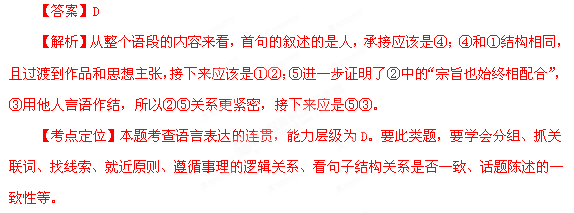 【答案】D
【解析】从整个语段的内容来看，首句的叙述的是人，承接应该是④；④和①结构相同，
且过渡到作品和思想主张，接下来应该是①②；⑤进一步证明了②中的“宗旨也始终相配合”，
③用他人言语作结，所以②⑤关系更紧密，接下来应是⑤③。
【考点定位】本题考查语言表达的连贯，能力层级为 D。要此类题，要学会分组、抓关
联词、找线索、就近原则、遵循事理的逻辑关系、看句子结构关系是否一致、话题陈述的一
致性等。